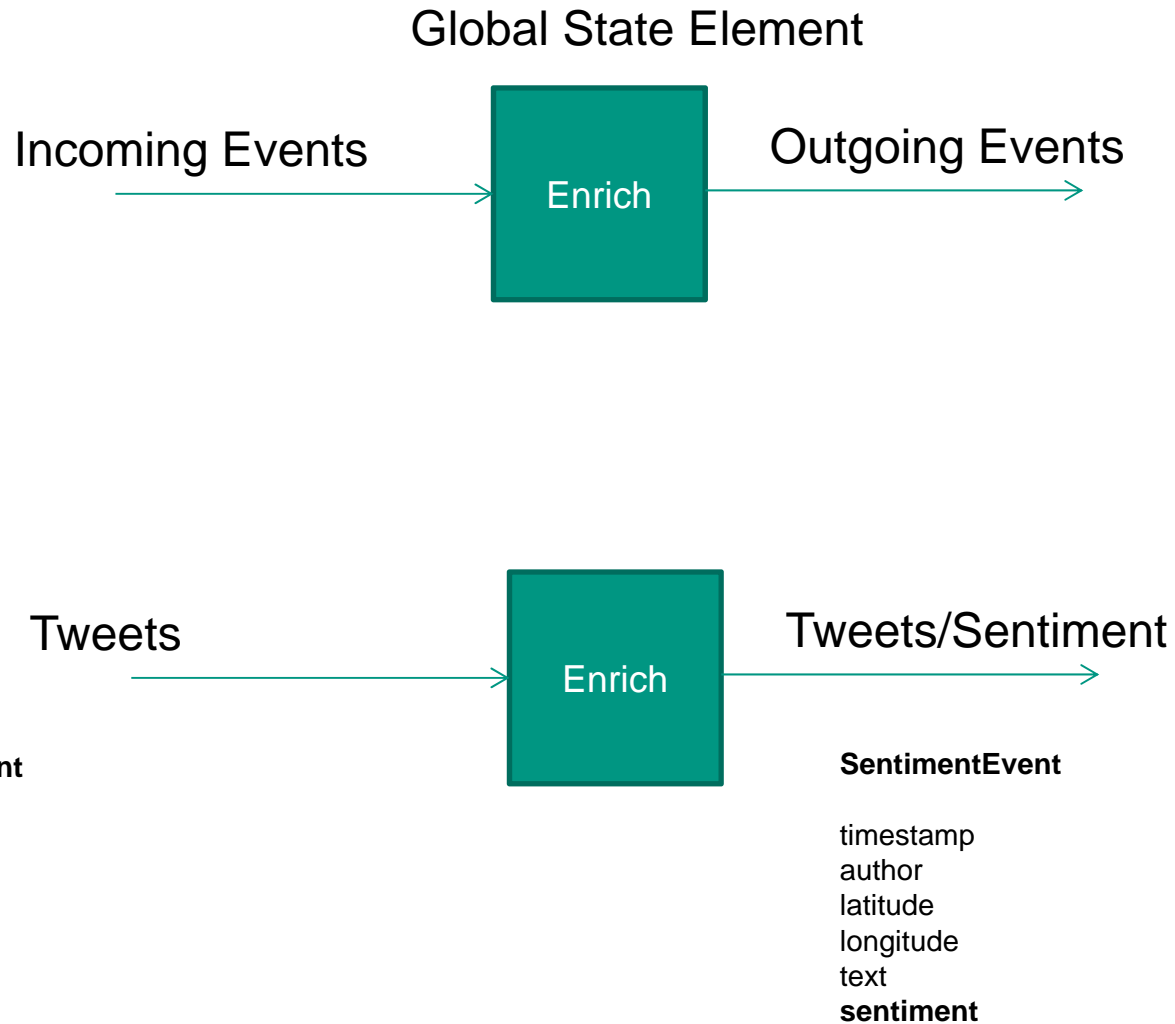 Global State Element
Incoming Events
Enrich
Outgoing Events
Tweets
Enrich
Tweets/Sentiment
nt
SentimentEvent
timestamp
author
latitude
longitude
text
sentiment